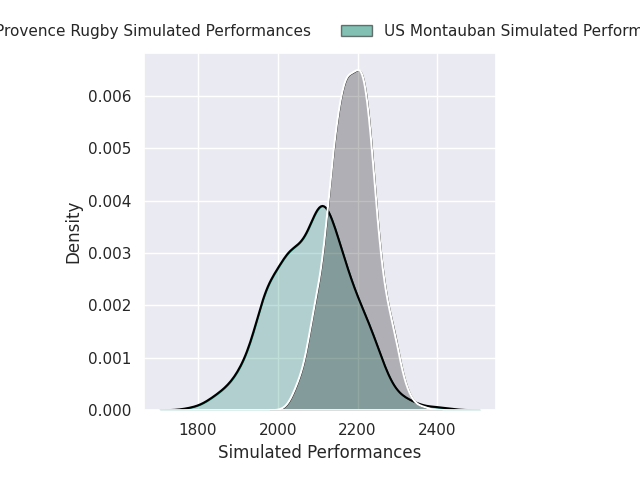 Provence Rugby Simulated Performances US Montauban Simulated Perform
0.006
0.005
0.004
0.003
0.002
0.001
0.000
Density
1800 2000 2200 2400
Simulated Performances